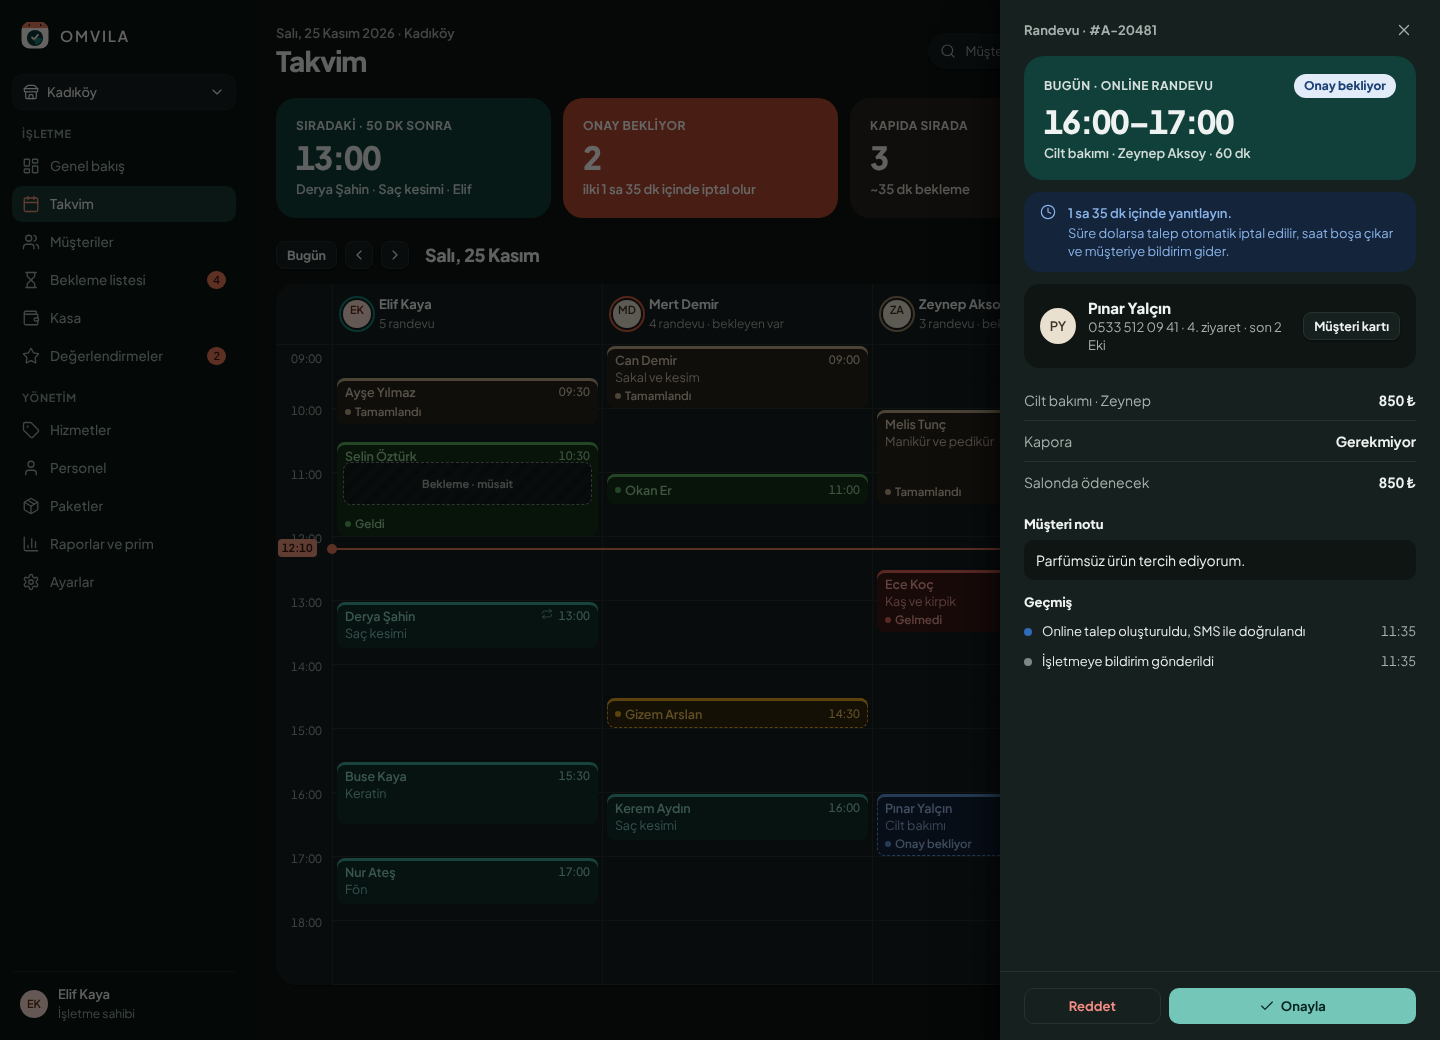 OMVILA
Kadıköy
İŞLETME
Genel bakış
Takvim
Müşteriler
Bekleme listesi 4
Kasa
Değerlendirmeler 2
YÖNETİM
Hizmetler
Personel
Paketler
Raporlar ve prim
Ayarlar
EK Elif Kaya
İşletme sahibi
Salı, 25 Kasım 2026 · Kadıköy
Takvim
SIRADAKİ · 50 DK SONRA
13:00
Derya Şahin · Saç kesimi · Elif
ONAY BEKLİYOR
2
ilki 1 sa 35 dk içinde iptal olur
KAPIDA SIRADA
3
~35 dk bekleme
Bugün
Salı, 25 Kasım
EK Elif Kaya
5 randevu
MD Mert Demir
4 randevu · bekleyen var
ZA
3 randevu
09:00
10:00
11:00
12:00
12:10
13:00
14:00
15:00
16:00
17:00
18:00
Ayşe Yılmaz 09:30
Tamamlandı
Selin Öztürk 10:30
Bekleme · müsait
Geldi
Derya Şahin 13:00
Saç kesimi
Buse Kaya 15:30
Keratin
Nur Ateş 17:00
Fön
Can Demir 09:00
Sakal ve kesim
Tamamlandı
Okan Er 11:00
Gizem Arslan 14:30
Kerem Aydın 16:00
Saç kesimi
Melis Tunç
Manikür ve pedikür
Tamamlandı
Ece Koç
Kaş ve kirpik
Gelmedi
Pınar Yalçın
Cilt bakımı
Onay bekliyor
Randevu · #A-20481
BUGÜN · ONLİNE RANDEVU
Onay bekliyor
16:00–17:00
Cilt bakımı · Zeynep Aksoy · 60 dk
1 sa 35 dk içinde yanıtlayın.
Süre dolarsa talep otomatik iptal edilir, saat boşa çıkar
ve müşteriye bildirim gider.
PY
Pınar Yalçın
0533 512 09 41 · 4. ziyaret · son 2
Eki
Müşteri kartı
Cilt bakımı · Zeynep 850 ₺
Kapora Gerekmiyor
Salonda ödenecek 850 ₺
Müşteri notu
Parfümsüz ürün tercih ediyorum.
Geçmiş
Online talep oluşturuldu, SMS ile doğrulandı 11:35
İşletmeye bildirim gönderildi 11:35
Reddet
Onayla